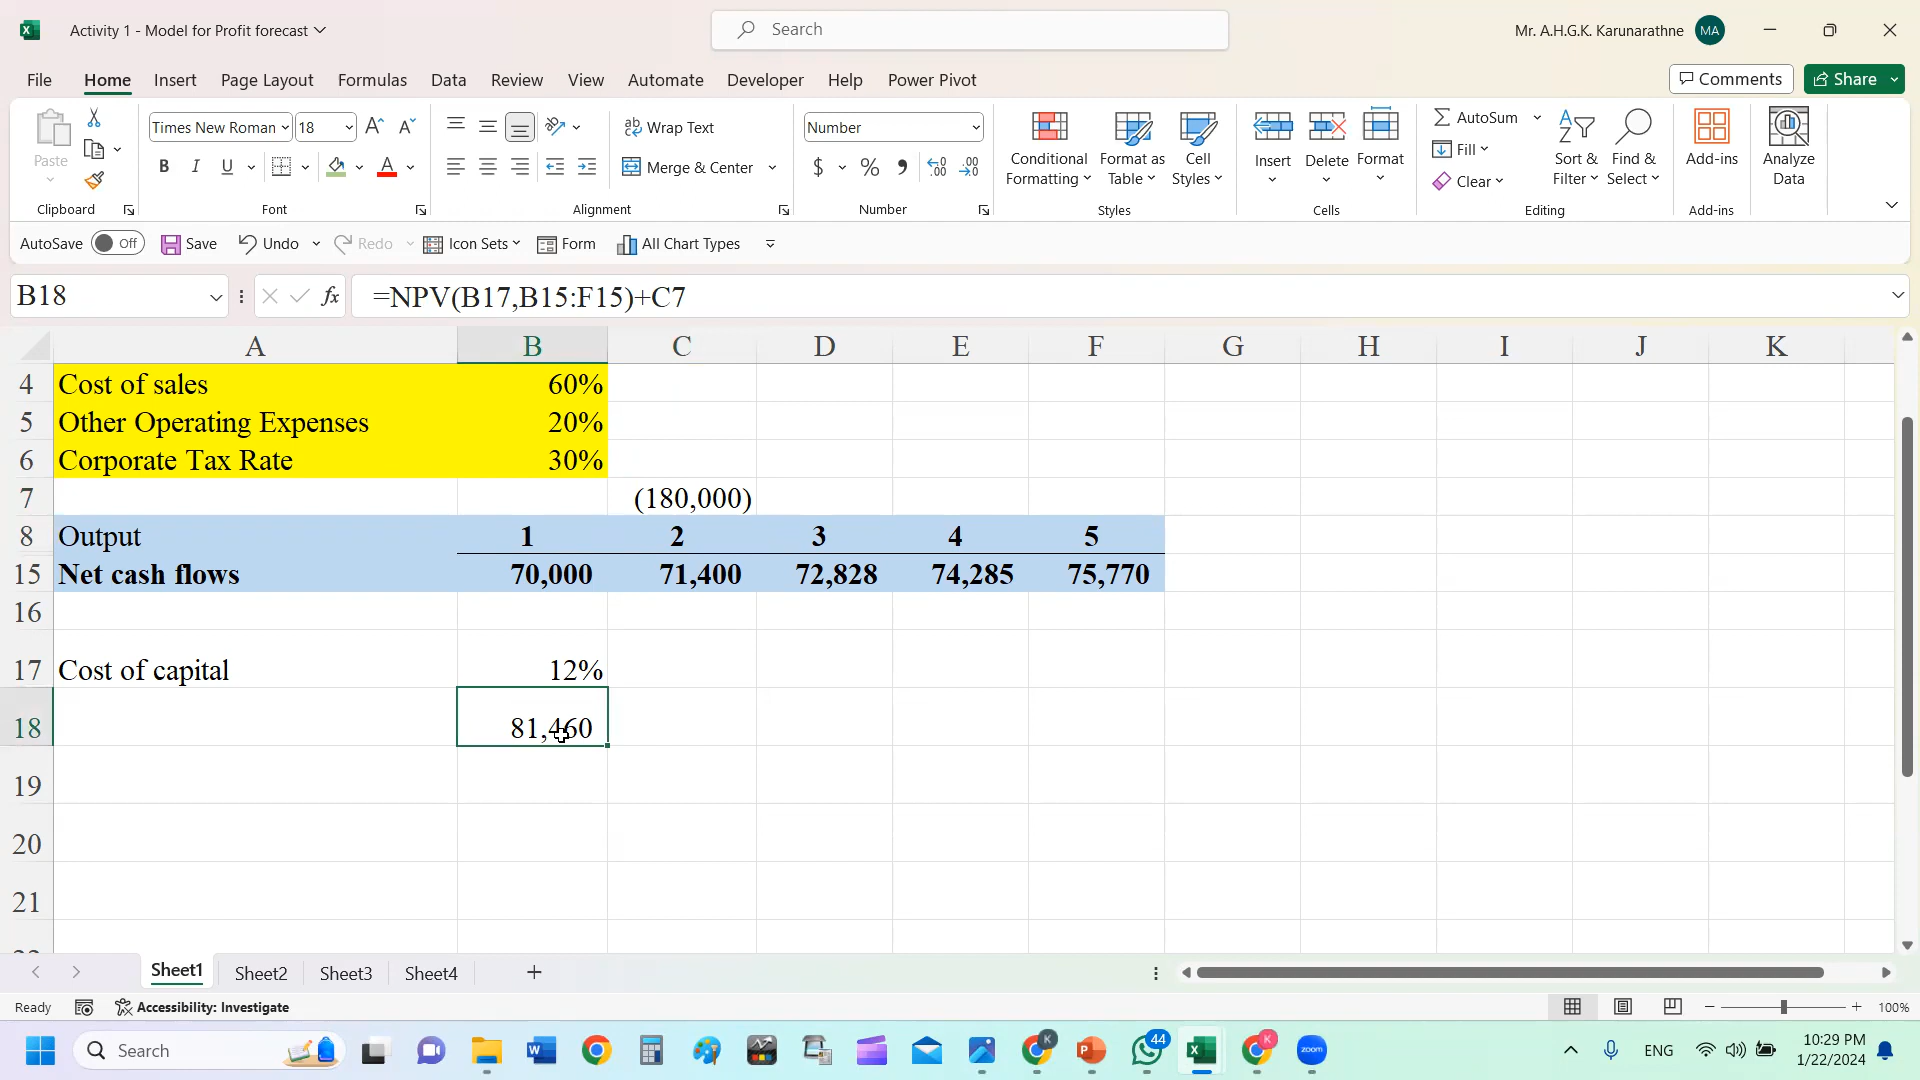 Activity 1 - Model for Profit forecast
Search
Mr. A.H.G.K. Karunarathne MA
File Home Insert Page Layout Formulas Data Review View Automate Developer Help Power Pivot Comments Share
Paste
Times New Roman 18
B I U
Wrap Text
Merge & Center
Number
$ %
Conditional Formatting
Format as Table
Cell Styles
Insert
Delete
Format
AutoSum
Fill
Clear
Sort & Filter
Find & Select
Add-ins
Analyze Data
Clipboard Font Alignment Number Styles Cells Editing Add-ins
AutoSave Off Save Undo Redo Icon Sets Form All Chart Types
B18 fx =NPV(B17,B15:F15)+C7
A B C D E F G H I J K
4 Cost of sales 60%
5 Other Operating Expenses 20%
6 Corporate Tax Rate 30%
7 (180,000)
8 Output 1 2 3 4 5
15 Net cash flows 70,000 71,400 72,828 74,285 75,770
16
17 Cost of capital 12%
18 81,460
19
20
21
Sheet1 Sheet2 Sheet3 Sheet4
Ready Accessibility: Investigate 100%
Search 44 ENG 10:29 PM
1/22/2024